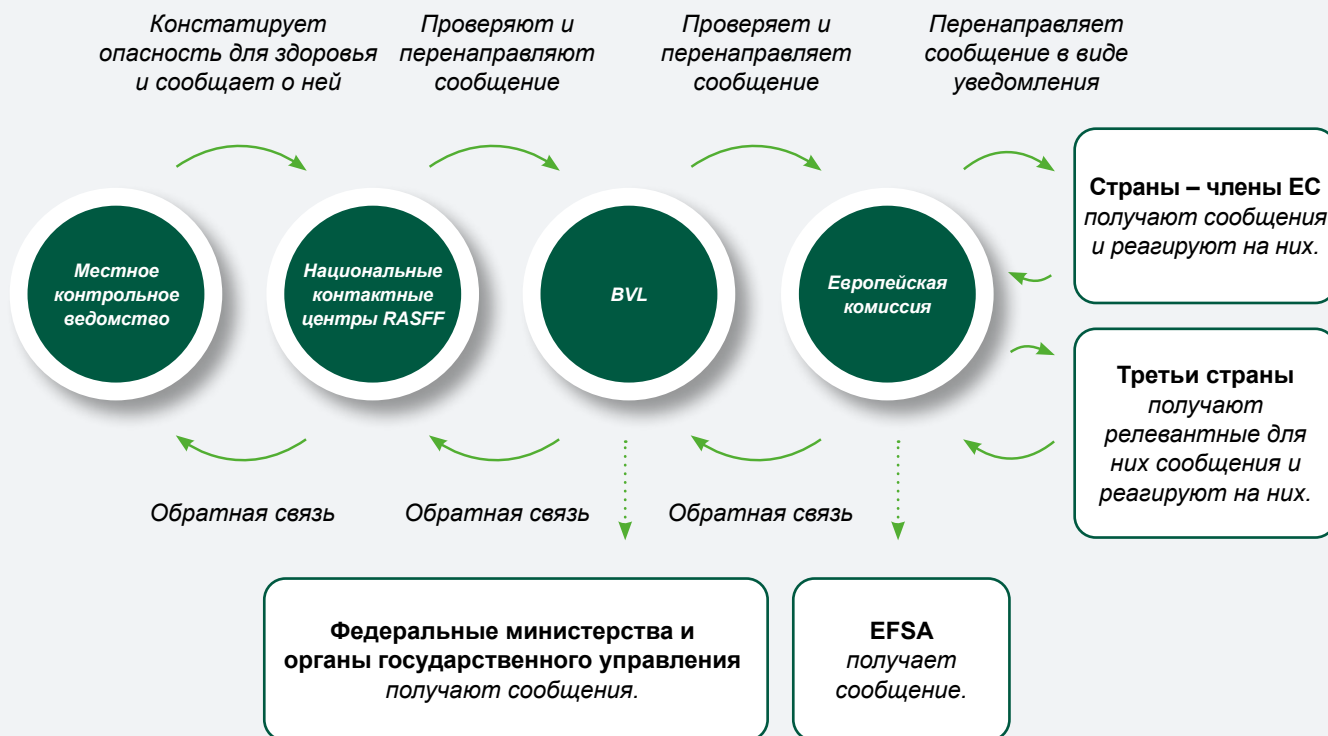 Констатирует
опасность для здоровья
и сообщает о ней
Проверяют и
перенаправляют
сообщение
Проверяет и
перенаправляет
сообщение
Перенаправляет
сообщение в виде
уведомления
Местное
контрольное
ведомство
Национальные
контактные
центры RASFF
BVL
Европейская
комиссия
Страны – члены ЕС
получают сообщения
и реагируют на них.
Третьи страны
получают
релевантные для
них сообщения и
реагируют на них.
Обратная связь
Обратная связь
Обратная связь
Федеральные министерства и
органы государственного управления
получают сообщения.
EFSA
получает
сообщение.